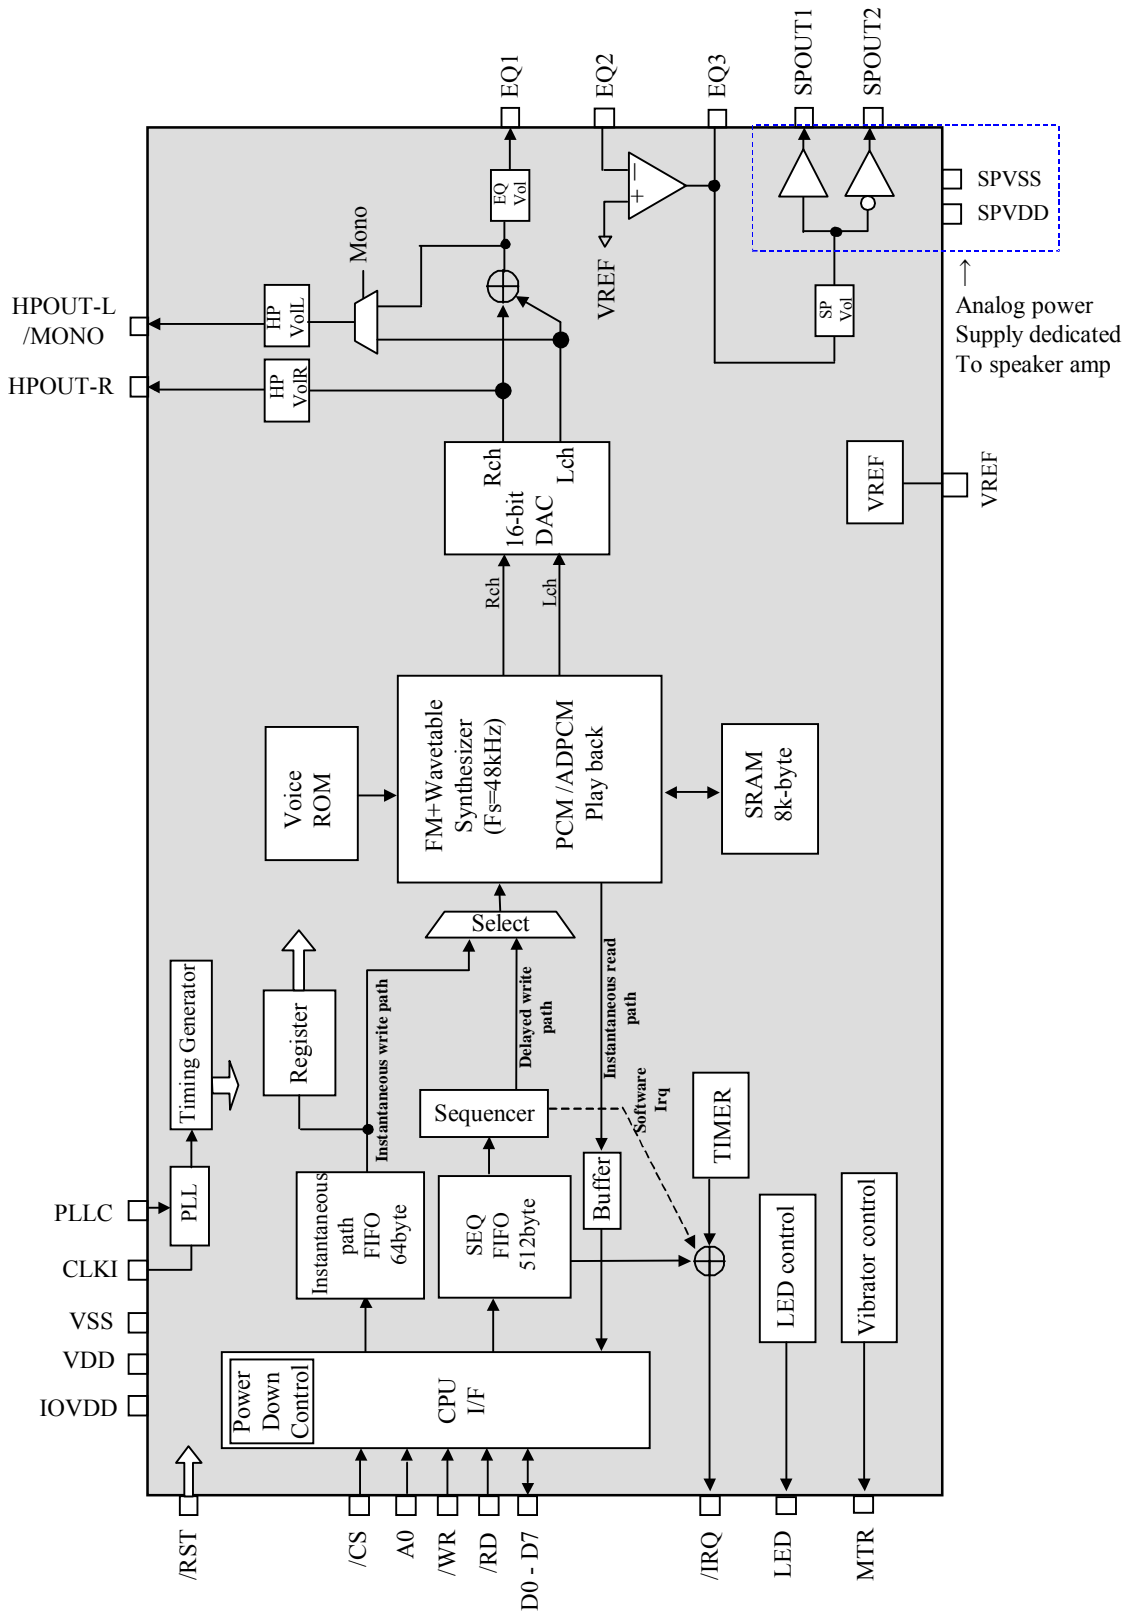 EQ1
EQ2
EQ3
SPOUT1
SPOUT2
SPVSS
SPVDD
Analog power
Supply dedicated
To speaker amp
HPOUT-L
/MONO
HPOUT-R
HP
VolL
HP
VolR
Mono
EQ
Vol
VREF
SP
Vol
Rch
Lch
16-bit
DAC
VREF
VREF
Rch
Lch
Voice
ROM
FM+Wavetable
Synthesizer
(Fs=48kHz)
PCM /ADPCM
Play back
SRAM
8k-byte
Select
Timing Generator
Register
Instantaneous write path
Delayed write
path
Instantaneous read
path
Software
Irq
Sequencer
TIMER
PLLC
PLL
CLKI
VSS
VDD
IOVDD
Instantaneous
path
FIFO
64byte
SEQ
FIFO
512byte
Buffer
LED control
Vibrator control
Power
Down
Control
CPU
I/F
/RST
/CS
A0
/WR
/RD
D0 - D7
/IRQ
LED
MTR